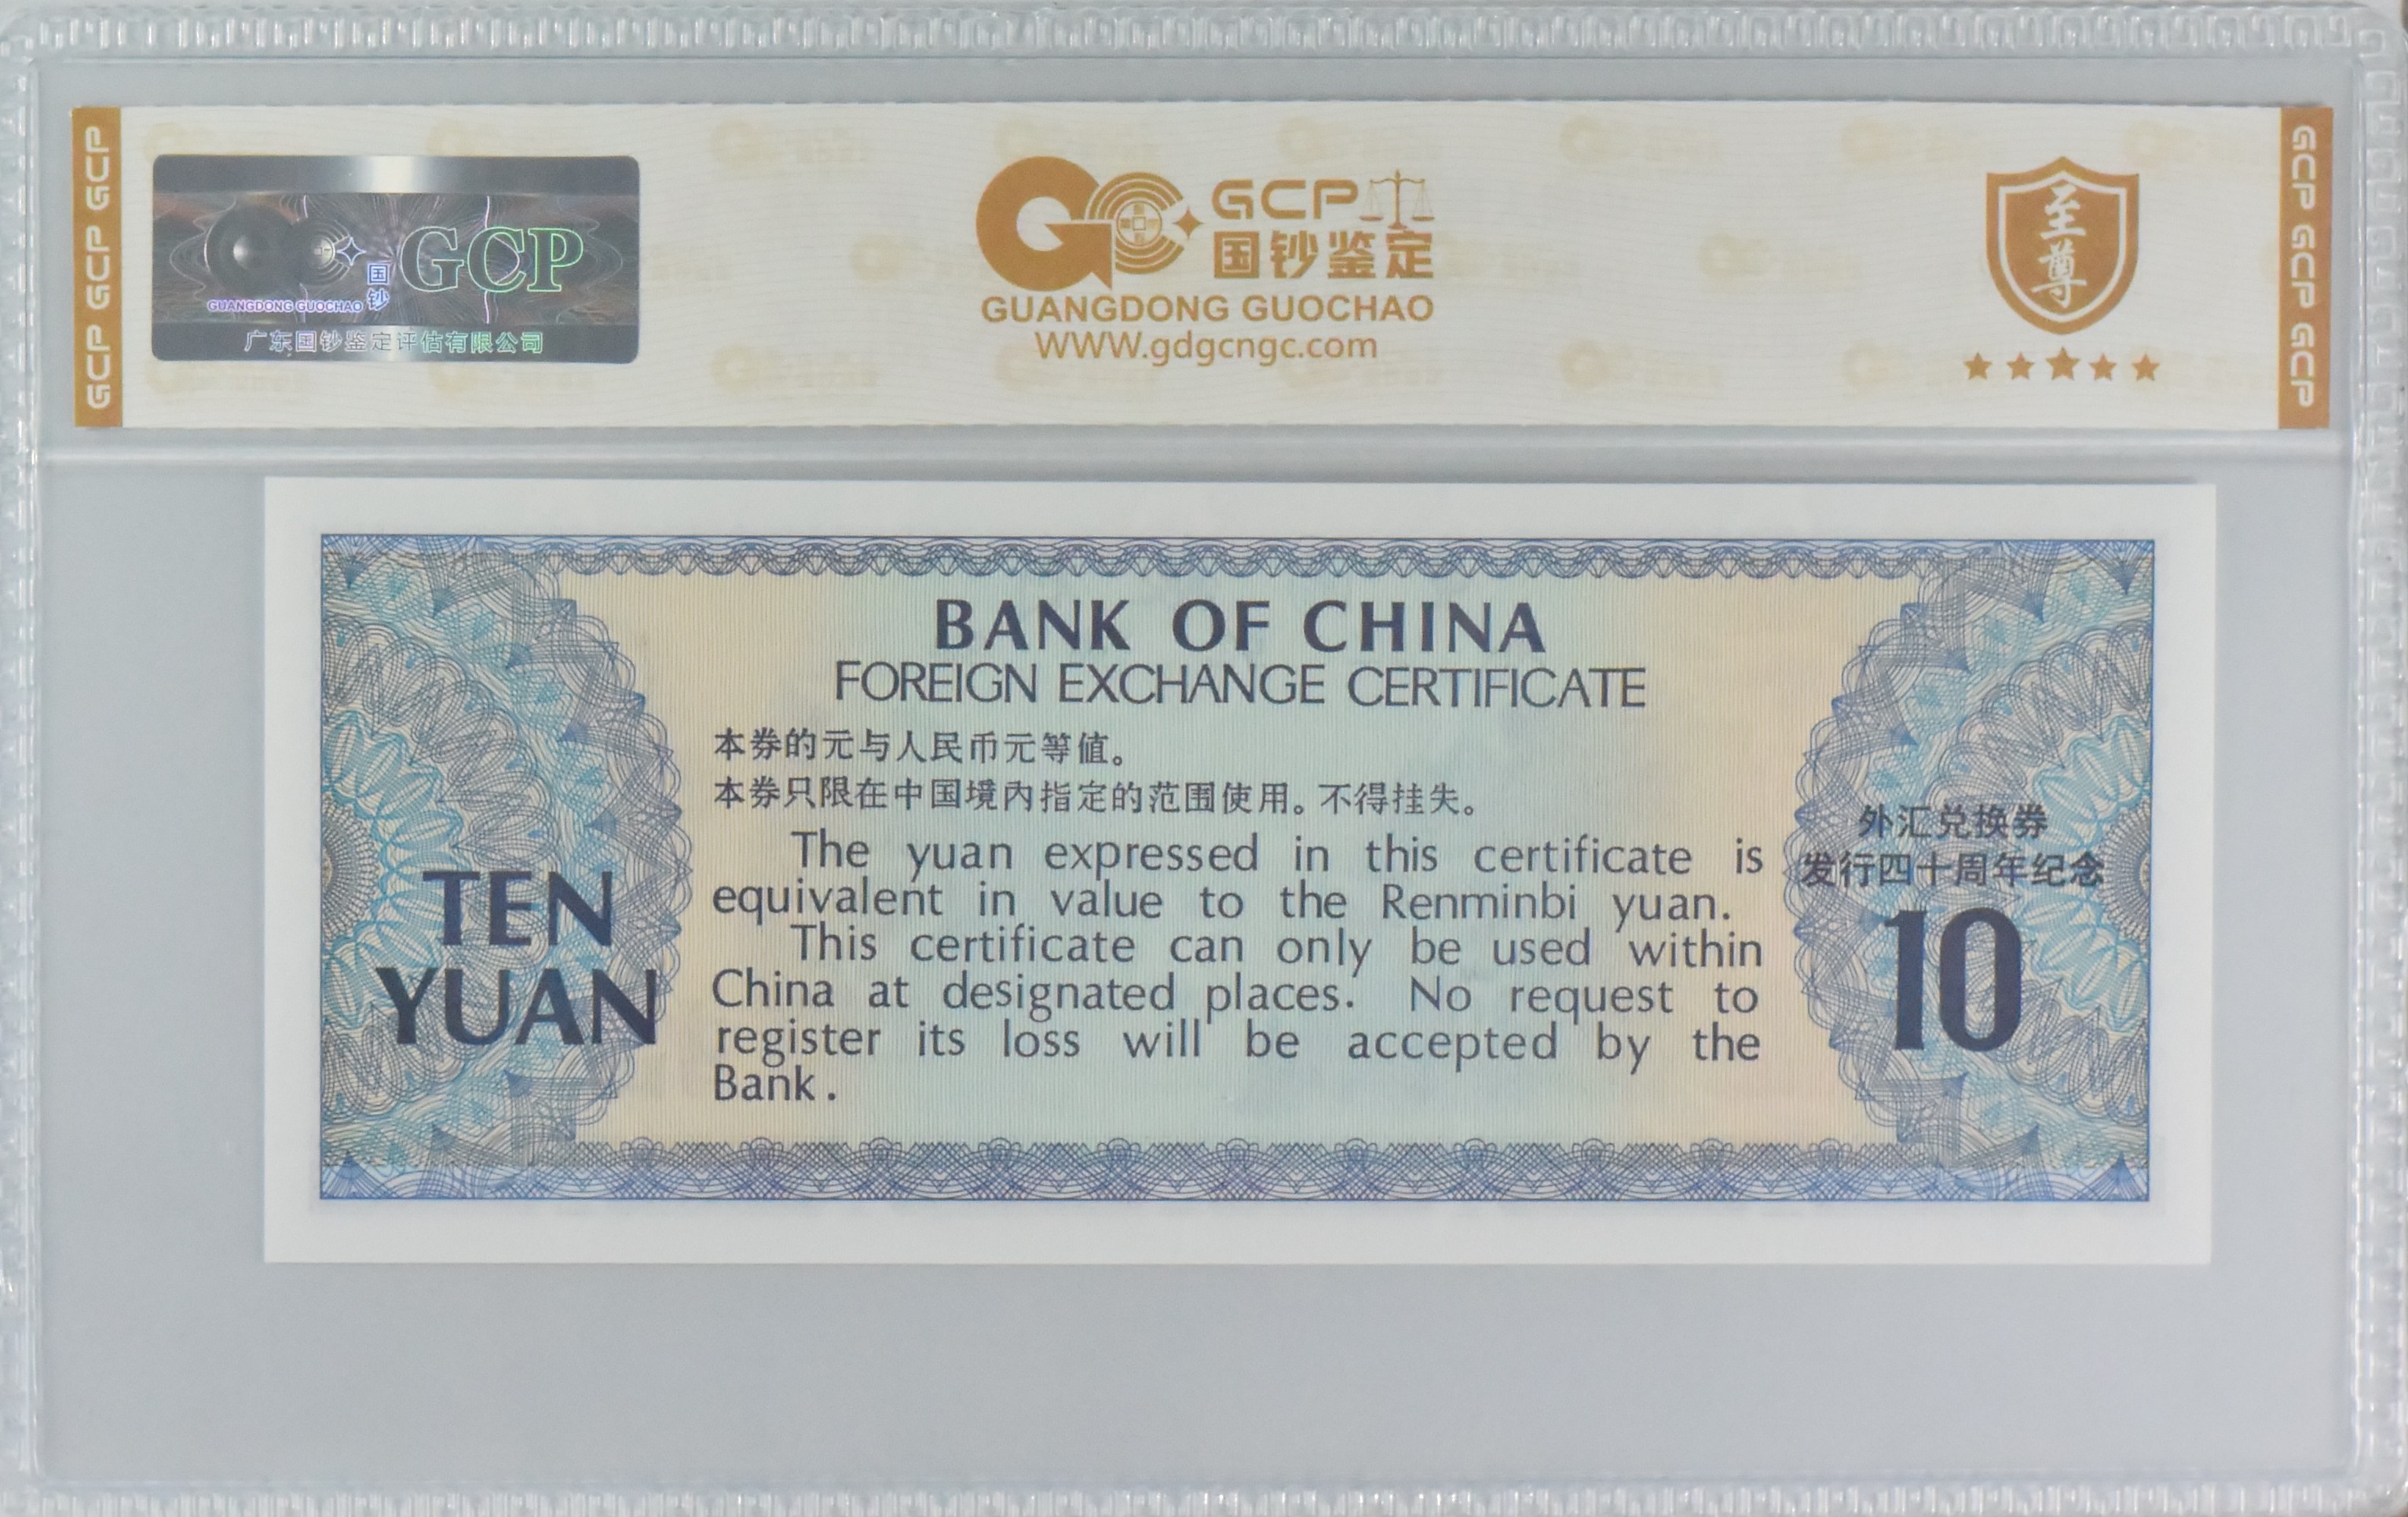 GCP GCP GCP
国钞
GCP
GUANGDONG GUOCHAO
广东国钞鉴定评估有限公司
GCP
国钞鉴定
GUANGDONG GUOCHAO
WWW.gdgcngc.com
至尊
GCP GCP GCP
BANK OF CHINA
FOREIGN EXCHANGE CERTIFICATE
本券的元与人民币元等值。
本券只限在中国境内指定的范围使用。不得挂失。
The yuan expressed in this certificate is
equivalent in value to the Renminbi yuan.
This certificate can only be used within
China at designated places. No request to
register its loss will be accepted by the
Bank.
TEN
YUAN
外汇兑换券
发行四十周年纪念
10